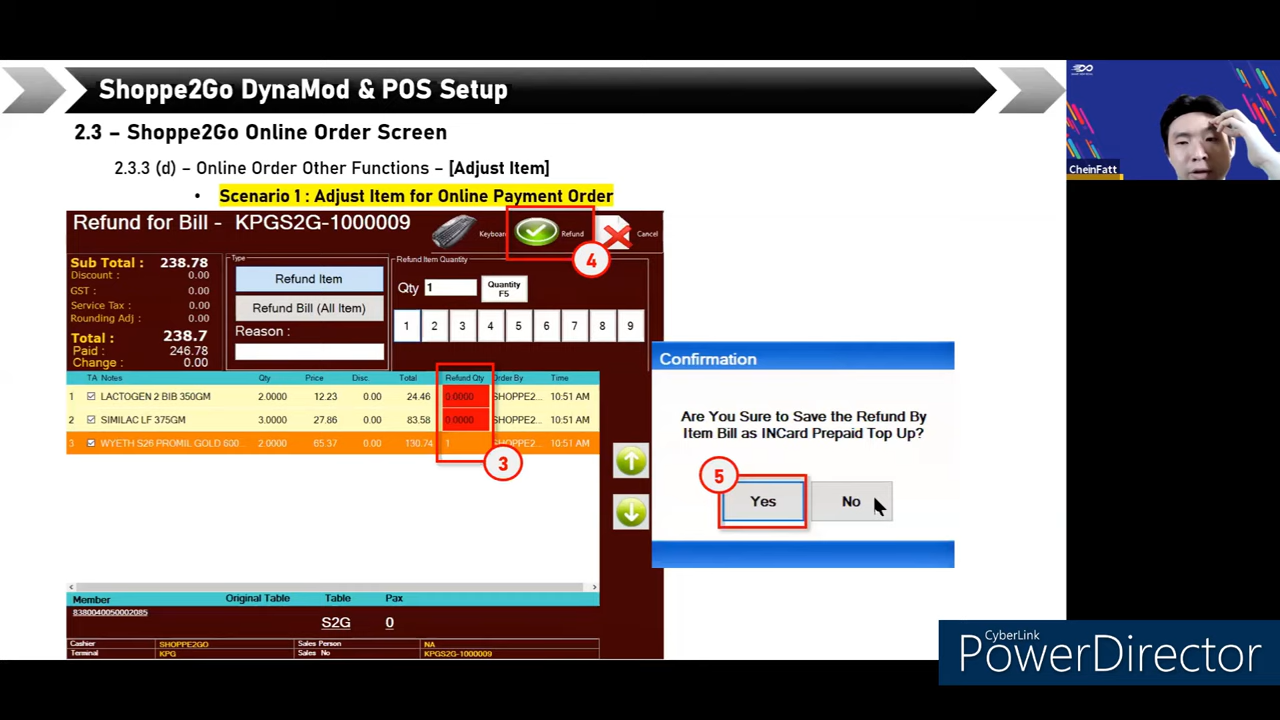 Shoppe2Go DynaMod & POS Setup
2.3 – Shoppe2Go Online Order Screen
2.3.3 (d) – Online Order Other Functions – [Adjust Item]
• Scenario 1 : Adjust Item for Online Payment Order
CheinFatt
Refund for Bill - KPGS2G-1000009
Keyboard
Refund
Cancel
4
Sub Total : 238.78
Discount : 0.00
GST : 0.00
Service Tax : 0.00
Rounding Adj : 0.00
Total : 238.7
Paid : 246.78
Change : 0.00
Type
Refund Item
Refund Bill (All Item)
Reason :
Refund Item Quantity
Qty 1
Quantity
F5
1 2 3 4 5 6 7 8 9
TA Notes Qty Price Disc. Total Refund Qty Order By Time
1 LACTOGEN 2 BIB 350GM 2.0000 12.23 0.00 24.46 0.0000 SHOPPE2... 10:51 AM
2 SIMILAC LF 375GM 3.0000 27.86 0.00 83.58 0.0000 SHOPPE2... 10:51 AM
3 WYETH S26 PROMIL GOLD 600... 2.0000 65.37 0.00 130.74 1 SHOPPE2... 10:51 AM
3
Confirmation
Are You Sure to Save the Refund By
Item Bill as INCard Prepaid Top Up?
5
Yes
No
Member Original Table Table Pax
8380040050002085
S2G 0
Cashier SHOPPE2GO Sales Person NA
Terminal KPG Sales No KPGS2G-1000009
CyberLink
PowerDirector